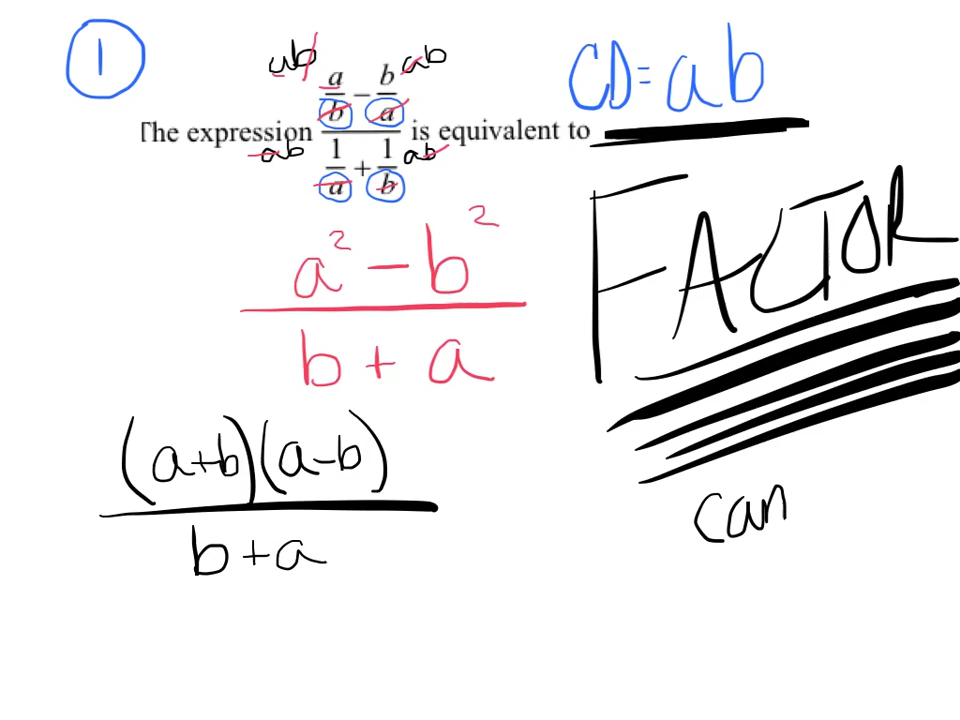 1
ab ab
a/b - b/a CD = ab
The expression is equivalent to
ab ab
1/a + 1/b
FACTOR
a² - b²
b + a
(a+b)(a-b)
b+a
can